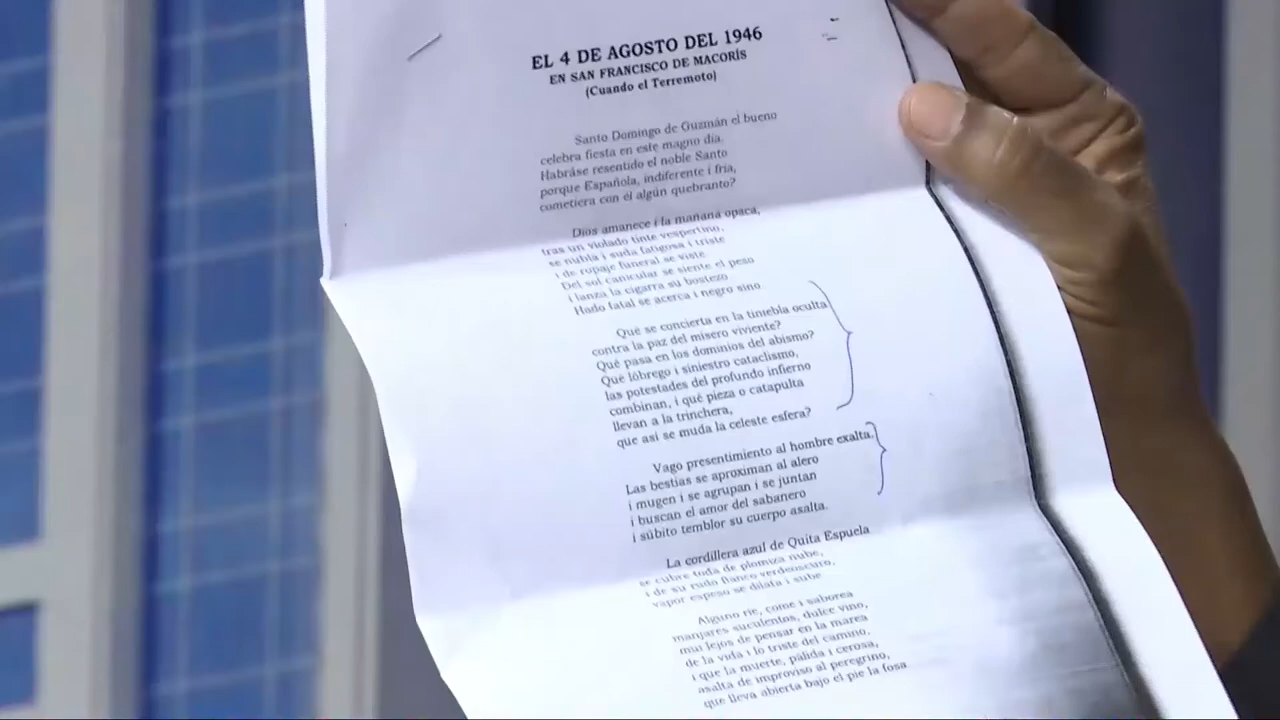 EL 4 DE AGOSTO DEL 1946
EN SAN FRANCISCO DE MACORÍS
(Cuando el Terremoto)
Santo Domingo de Guzmán el bueno
celebra fiesta en este magno día.
Habráse resentido el noble Santo
porque Española, indiferente i fría,
cometiera con él algún quebranto?
Dios amanece i la mañana opaca,
tras un violado tinte vespertino,
se nubla i suda fatigosa i triste
i de ropaje funeral se viste.
Del sol canicular se siente el peso
i lanza la cigarra su bostezo
Hado fatal se acerca i negro sino
Qué se concierta en la tiniebla oculta
contra la paz del mísero viviente?
Qué pasa en los dominios del abismo?
Qué lóbrego i siniestro cataclismo,
las potestades del profundo infierno
combinan, i qué pieza o catapulta
llevan a la trinchera,
que así se muda la celeste esfera?
Vago presentimiento al hombre exalta.
Las bestias se aproximan al alero
i mugen i se agrupan i se juntan
i buscan el amor del sabanero
i súbito temblor su cuerpo asalta.
La cordillera azul de Quita Espuela
se cubre toda de plomiza nube,
i de su rudo flanco verdeoscuro,
vapor espeso se dilata i sube
Alguno ríe, come i saborea
manjares suculentos, dulce vino,
mui lejos de pensar en la marea
de la vida i lo triste del camino,
i que la muerte, pálida i cerosa,
asalta de improviso al peregrino,
que lleva abierta bajo el pie la fosa